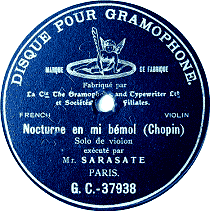 DISQUE POUR GRAMOPHONE.
MARQUE DE FABRIQUE
Fabriqué par
La Cie The Gramophone and Typewriter Ltd
et Sociétés Filiales.
FRENCH VIOLIN
Nocturne en mi bémol (Chopin)
Solo de violon
exécuté par
Mr. SARASATE
PARIS.
G. C.-37938